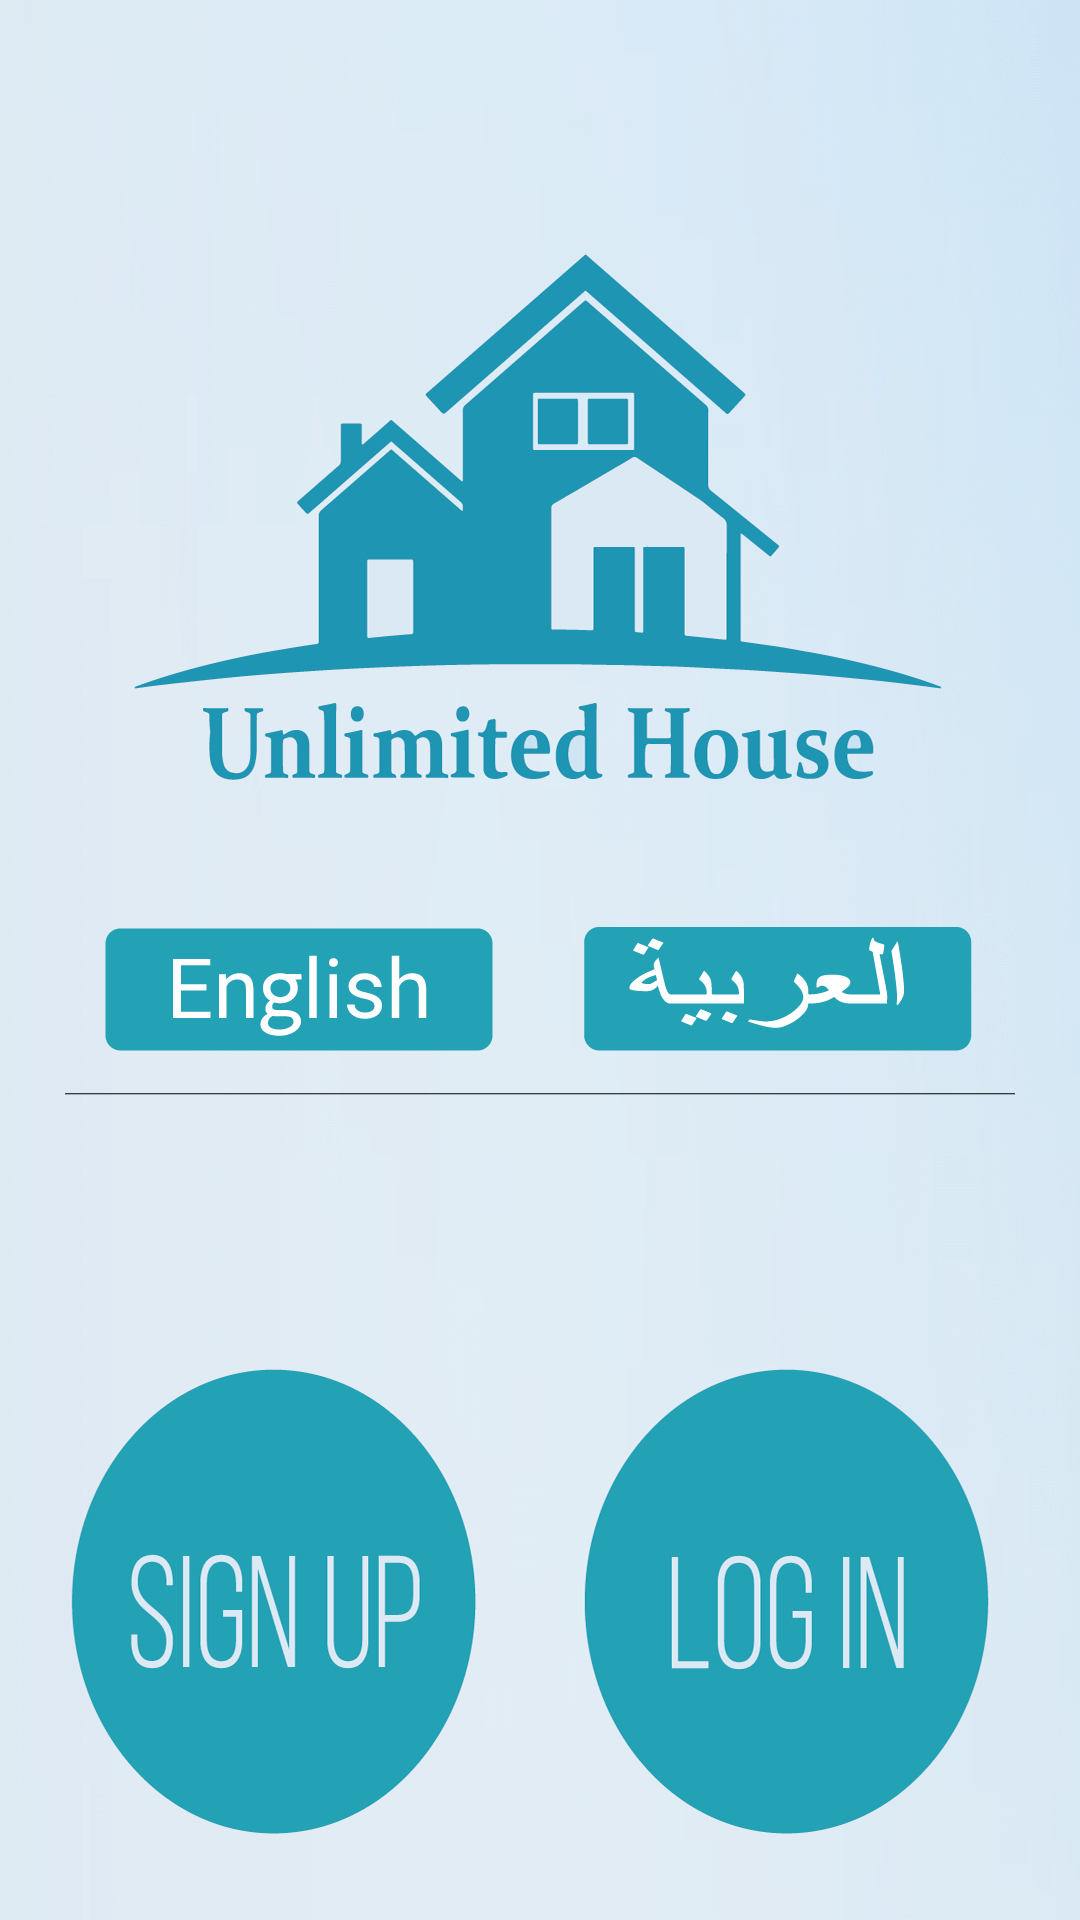 Unlimited House
English
العربية
SIGN UP
LOG IN